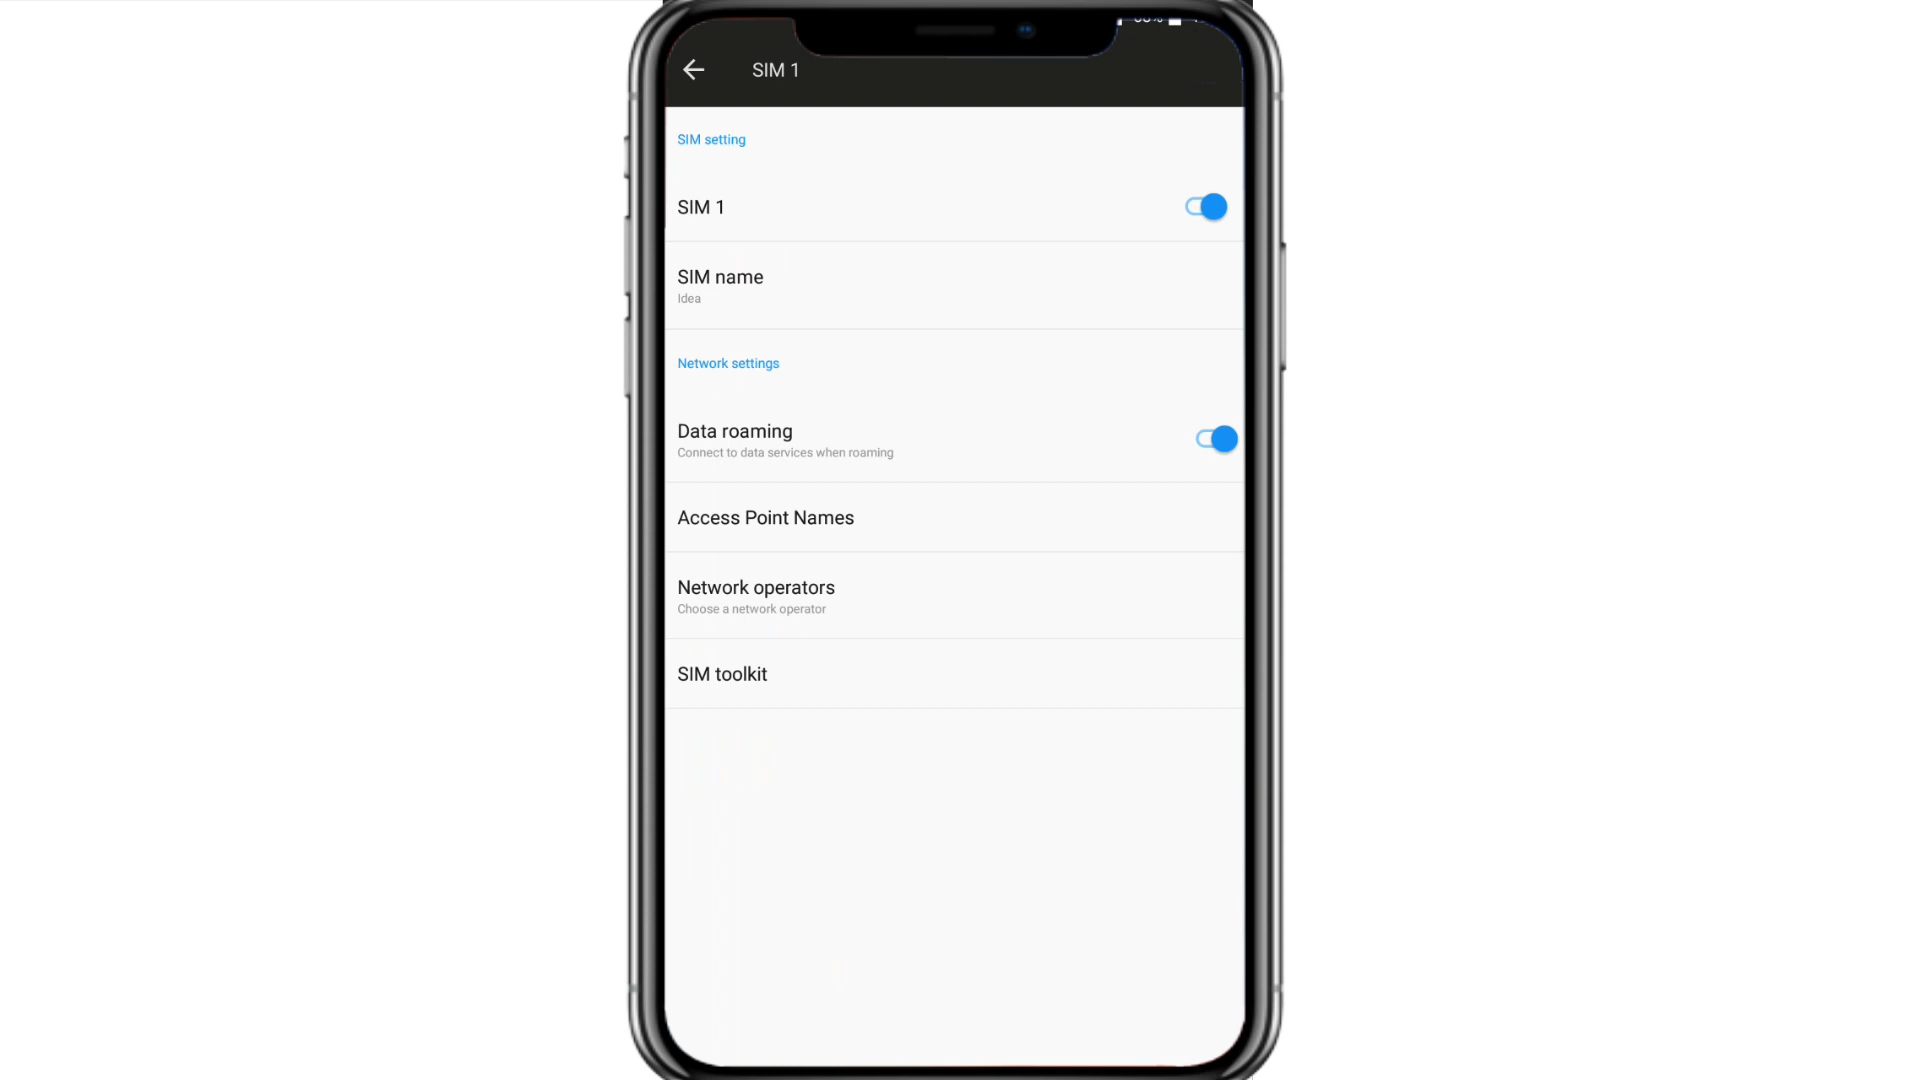 SIM 1
SIM setting
SIM 1
SIM name
Idea
Network settings
Data roaming
Connect to data services when roaming
Access Point Names
Network operators
Choose a network operator
SIM toolkit